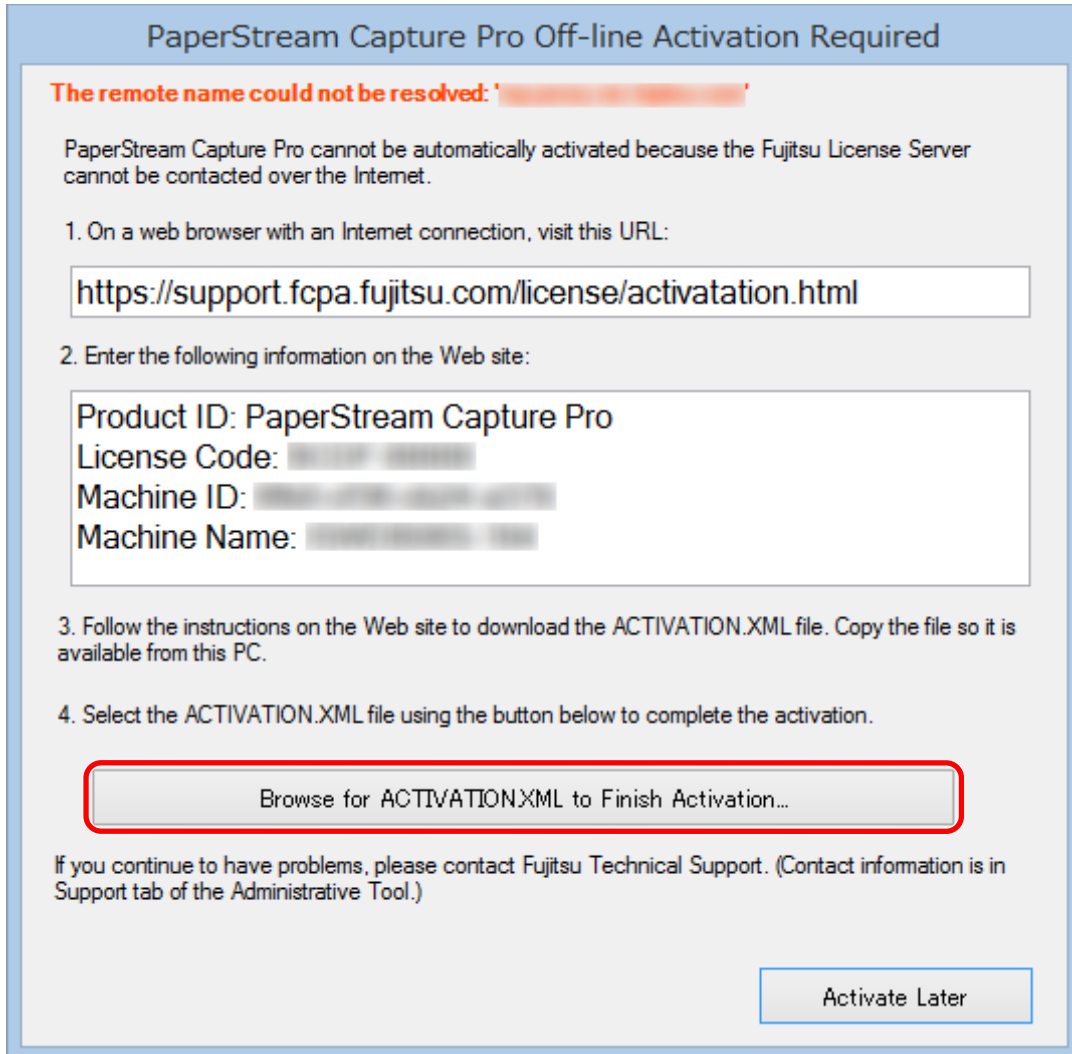 PaperStream Capture Pro Off-line Activation Required
The remote name could not be resolved: ' '
PaperStream Capture Pro cannot be automatically activated because the Fujitsu License Server
cannot be contacted over the Internet.
1. On a web browser with an Internet connection, visit this URL:
https://support.fcpa.fujitsu.com/license/activatation.html
2. Enter the following information on the Web site:
Product ID: PaperStream Capture Pro
License Code:
Machine ID:
Machine Name:
3. Follow the instructions on the Web site to download the ACTIVATION.XML file. Copy the file so it is
available from this PC.
4. Select the ACTIVATION.XML file using the button below to complete the activation.
Browse for ACTIVATION.XML to Finish Activation...
If you continue to have problems, please contact Fujitsu Technical Support. (Contact information is in
Support tab of the Administrative Tool.)
Activate Later